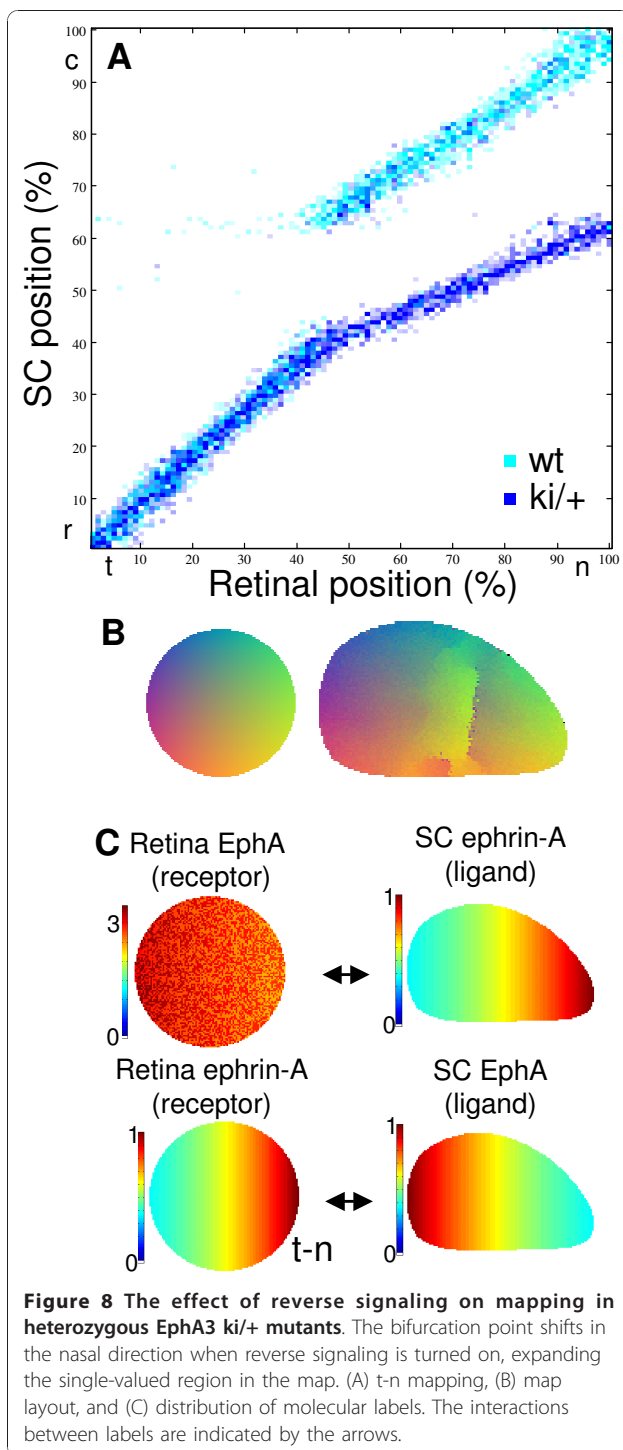 A
100
c
90
80
70
60
50
40
30
20
10
r
SC position (%)
wt
ki/+
10 20 30 40 50 60 70 80 90 100
t n
Retinal position (%)
B
C
Retina EphA
(receptor)
3
0
SC ephrin-A
(ligand)
1
0
Retina ephrin-A
(receptor)
1
0
t-n
SC EphA
(ligand)
1
0
Figure 8 The effect of reverse signaling on mapping in
heterozygous EphA3 ki/+ mutants. The bifurcation point shifts in
the nasal direction when reverse signaling is turned on, expanding
the single-valued region in the map. (A) t-n mapping, (B) map
layout, and (C) distribution of molecular labels. The interactions
between labels are indicated by the arrows.